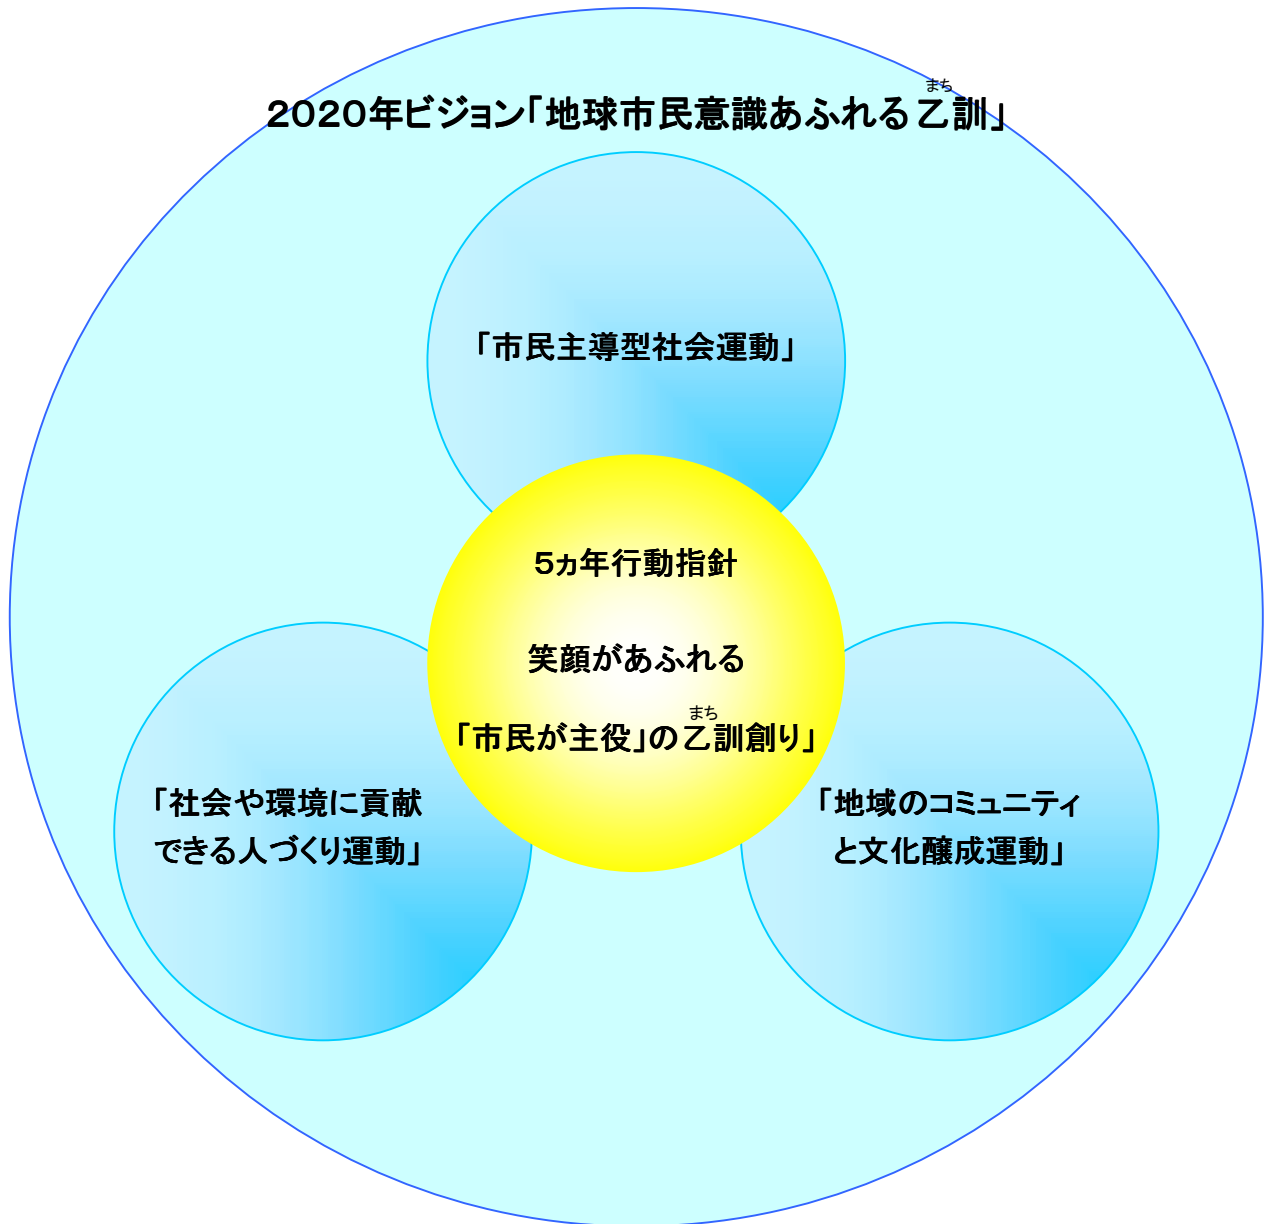 まち
2020年ビジョン「地球市民意識あふれる乙訓」
「市民主導型社会運動」
5ヵ年行動指針
笑顔があふれる
まち
「市民が主役」の乙訓創り」
「社会や環境に貢献
できる人づくり運動」
「地域のコミュニティ
と文化醸成運動」